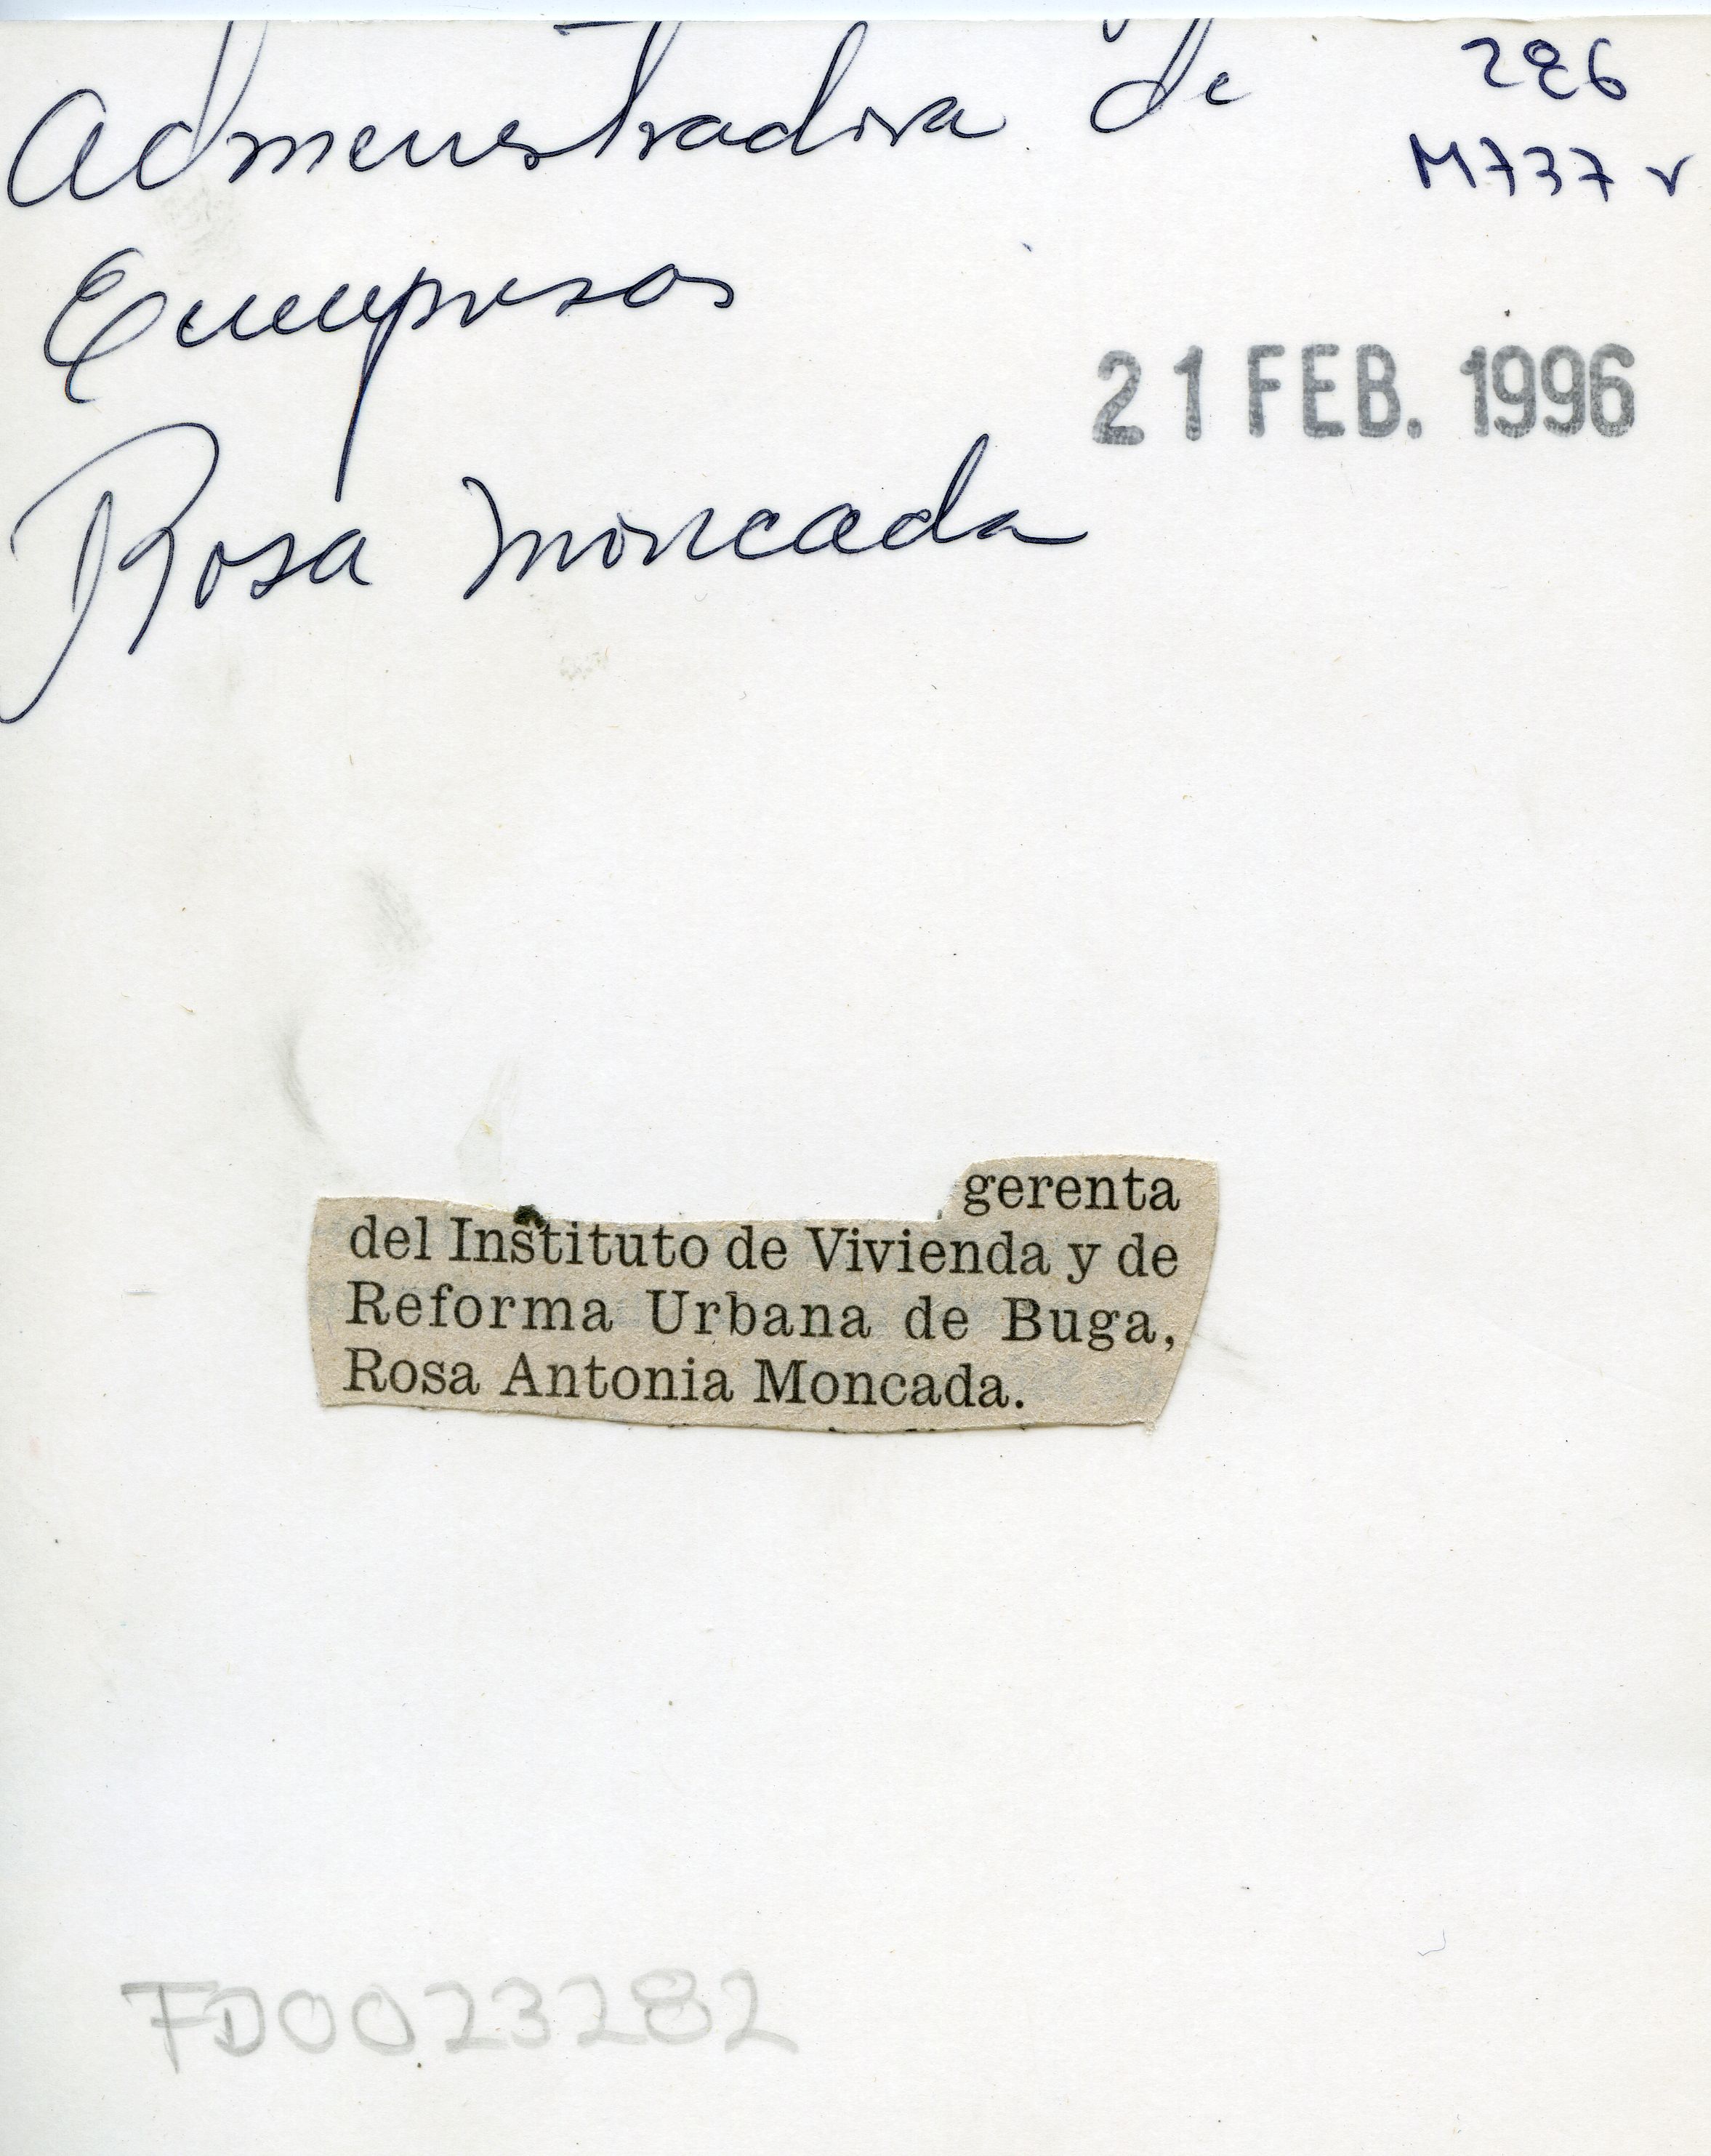 administradora de
Empresas
Rosa Moncada
286
M737 v
21 FEB. 1996
gerenta
del Instituto de Vivienda y de
Reforma Urbana de Buga,
Rosa Antonia Moncada.
FD0023282